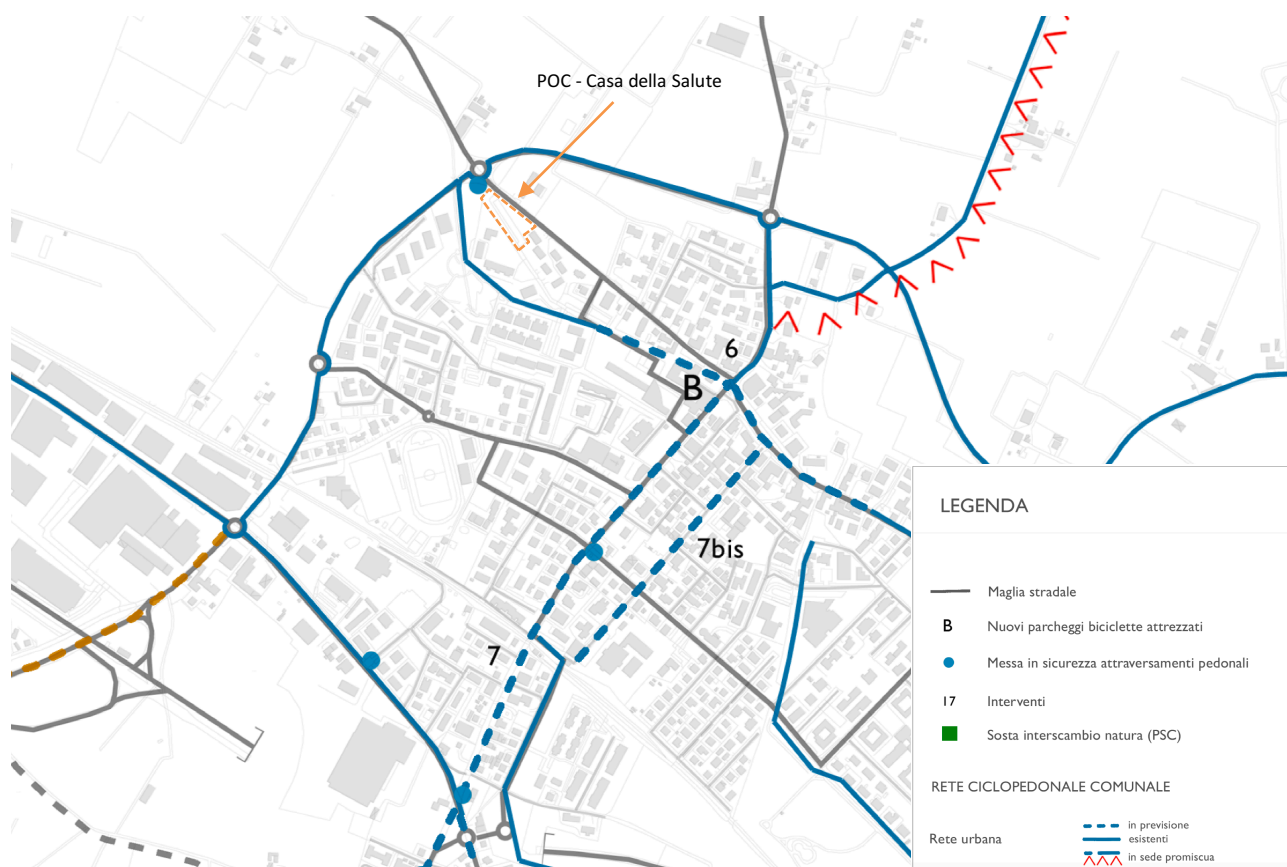 POC - Casa della Salute
6
B
7bis
7
LEGENDA
Maglia stradale
B Nuovi parcheggi biciclette attrezzati
Messa in sicurezza attraversamenti pedonali
17 Interventi
Sosta interscambio natura (PSC)
RETE CICLOPEDONALE COMUNALE
Rete urbana
in previsione
esistenti
in sede promiscua